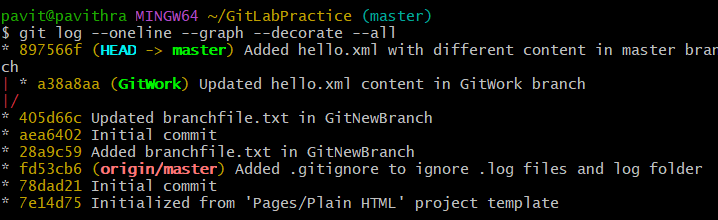 pavit@pavithra MINGW64 ~/GitLabPractice (master)
$ git log --oneline --graph --decorate --all
* 897566f (HEAD -> master) Added hello.xml with different content in master bran
ch
| * a38a8aa (GitWork) Updated hello.xml content in GitWork branch
|/
* 405d66c Updated branchfile.txt in GitNewBranch
* aea6402 Initial commit
* 28a9c59 Added branchfile.txt in GitNewBranch
* fd53cb6 (origin/master) Added .gitignore to ignore .log files and log folder
* 78dad21 Initial commit
* 7e14d75 Initialized from 'Pages/Plain HTML' project template